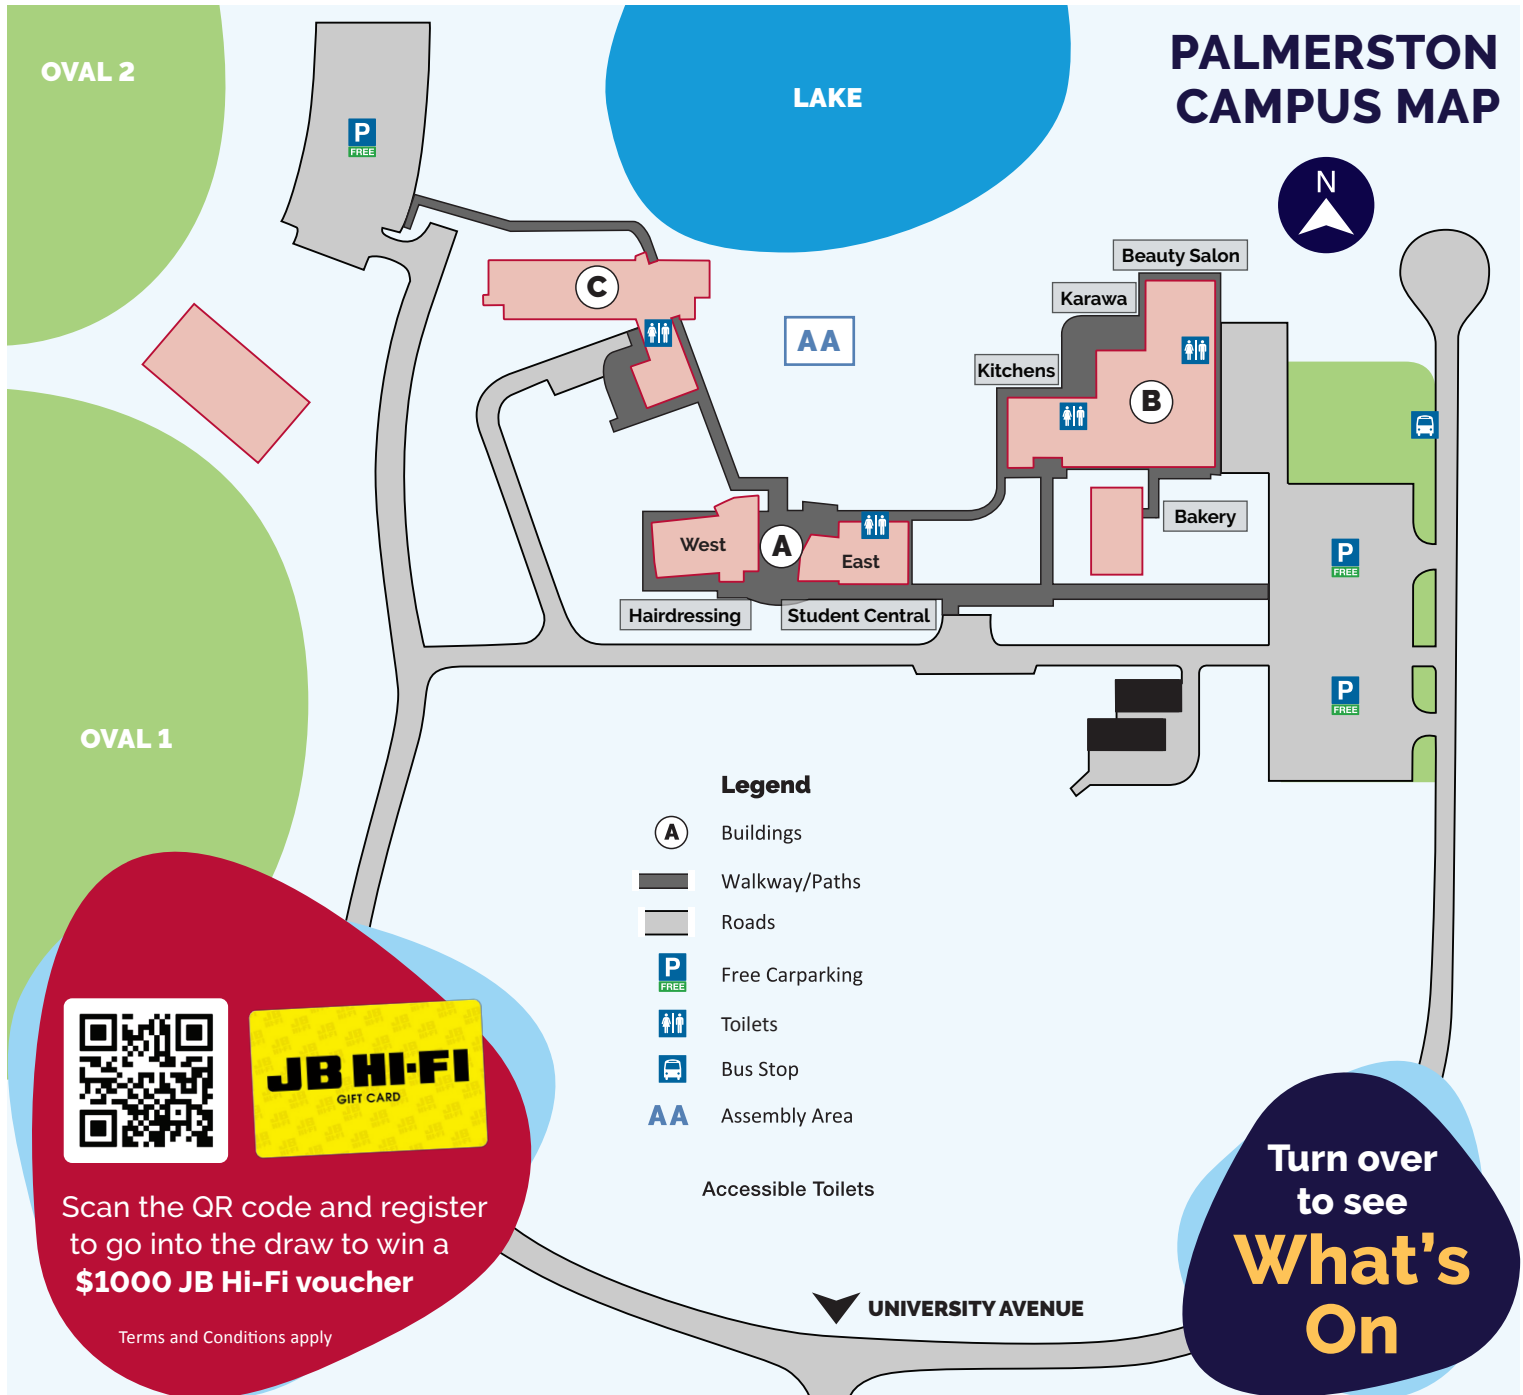 PALMERSTON
CAMPUS MAP
OVAL 2
LAKE
P
FREE
N
Beauty Salon
Karawa
C
AA
Kitchens
B
Bakery
West
A
East
P
FREE
Hairdressing
Student Central
P
FREE
OVAL 1
Legend
A Buildings
Walkway/Paths
Roads
P
FREE
Free Carparking
Toilets
Bus Stop
AA Assembly Area
Accessible Toilets
JB HI-FI
GIFT CARD
Scan the QR code and register
to go into the draw to win a
$1000 JB Hi-Fi voucher
Terms and Conditions apply
UNIVERSITY AVENUE
Turn over
to see
What's
On